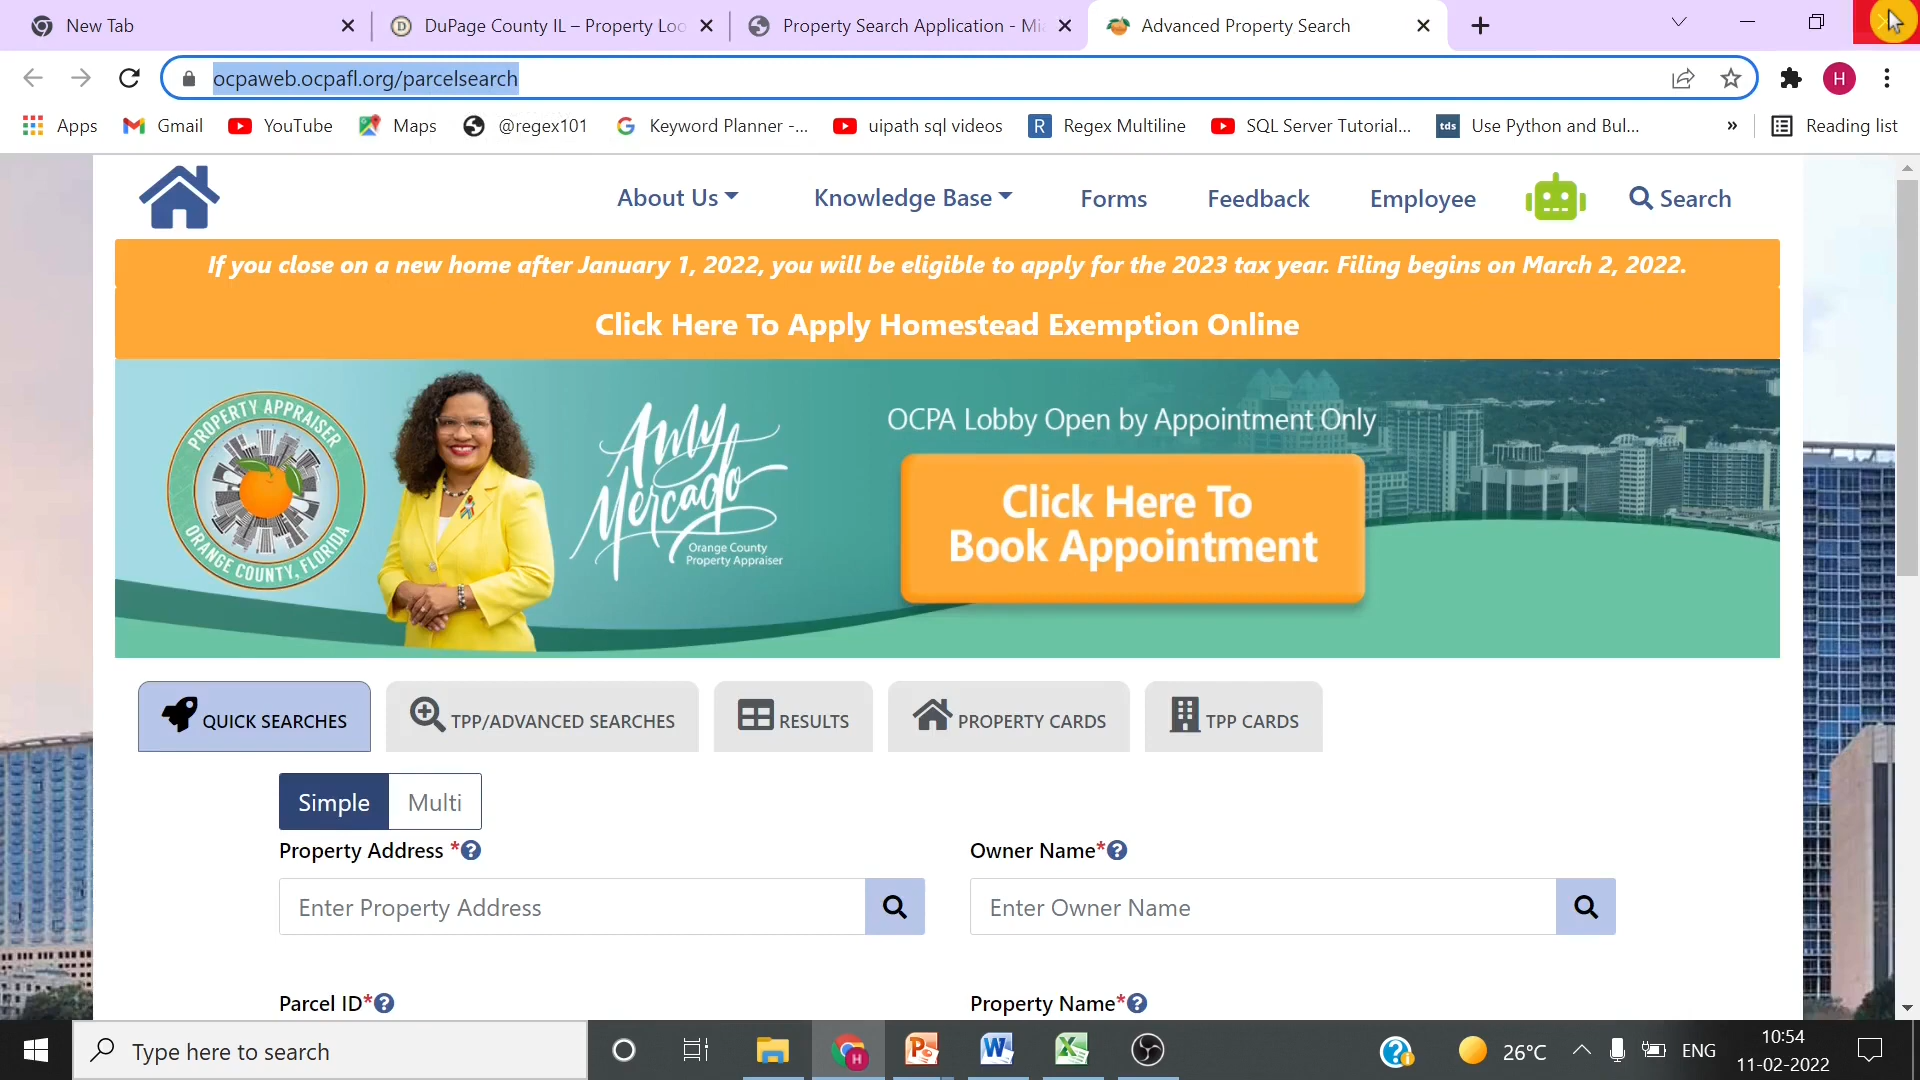 New Tab
DuPage County IL – Property Loo
Property Search Application - Mia
Advanced Property Search
ocpaweb.ocpafl.org/parcelsearch
H
Apps
Gmail
YouTube
Maps
@regex101
Keyword Planner -...
uipath sql videos
R Regex Multiline
SQL Server Tutorial...
tds Use Python and Bul...
»
Reading list
About Us
Knowledge Base
Forms
Feedback
Employee
Search
If you close on a new home after January 1, 2022, you will be eligible to apply for the 2023 tax year. Filing begins on March 2, 2022.
Click Here To Apply Homestead Exemption Online
PROPERTY APPRAISER
ORANGE COUNTY, FLORIDA
Amy
Mercado
Orange County
Property Appraiser
OCPA Lobby Open by Appointment Only
Click Here To
Book Appointment
QUICK SEARCHES
TPP/ADVANCED SEARCHES
RESULTS
PROPERTY CARDS
TPP CARDS
Simple
Multi
Property Address *
Owner Name*
Enter Property Address
Enter Owner Name
Parcel ID*
Property Name*
Type here to search
26°C
ENG
10:54
11-02-2022